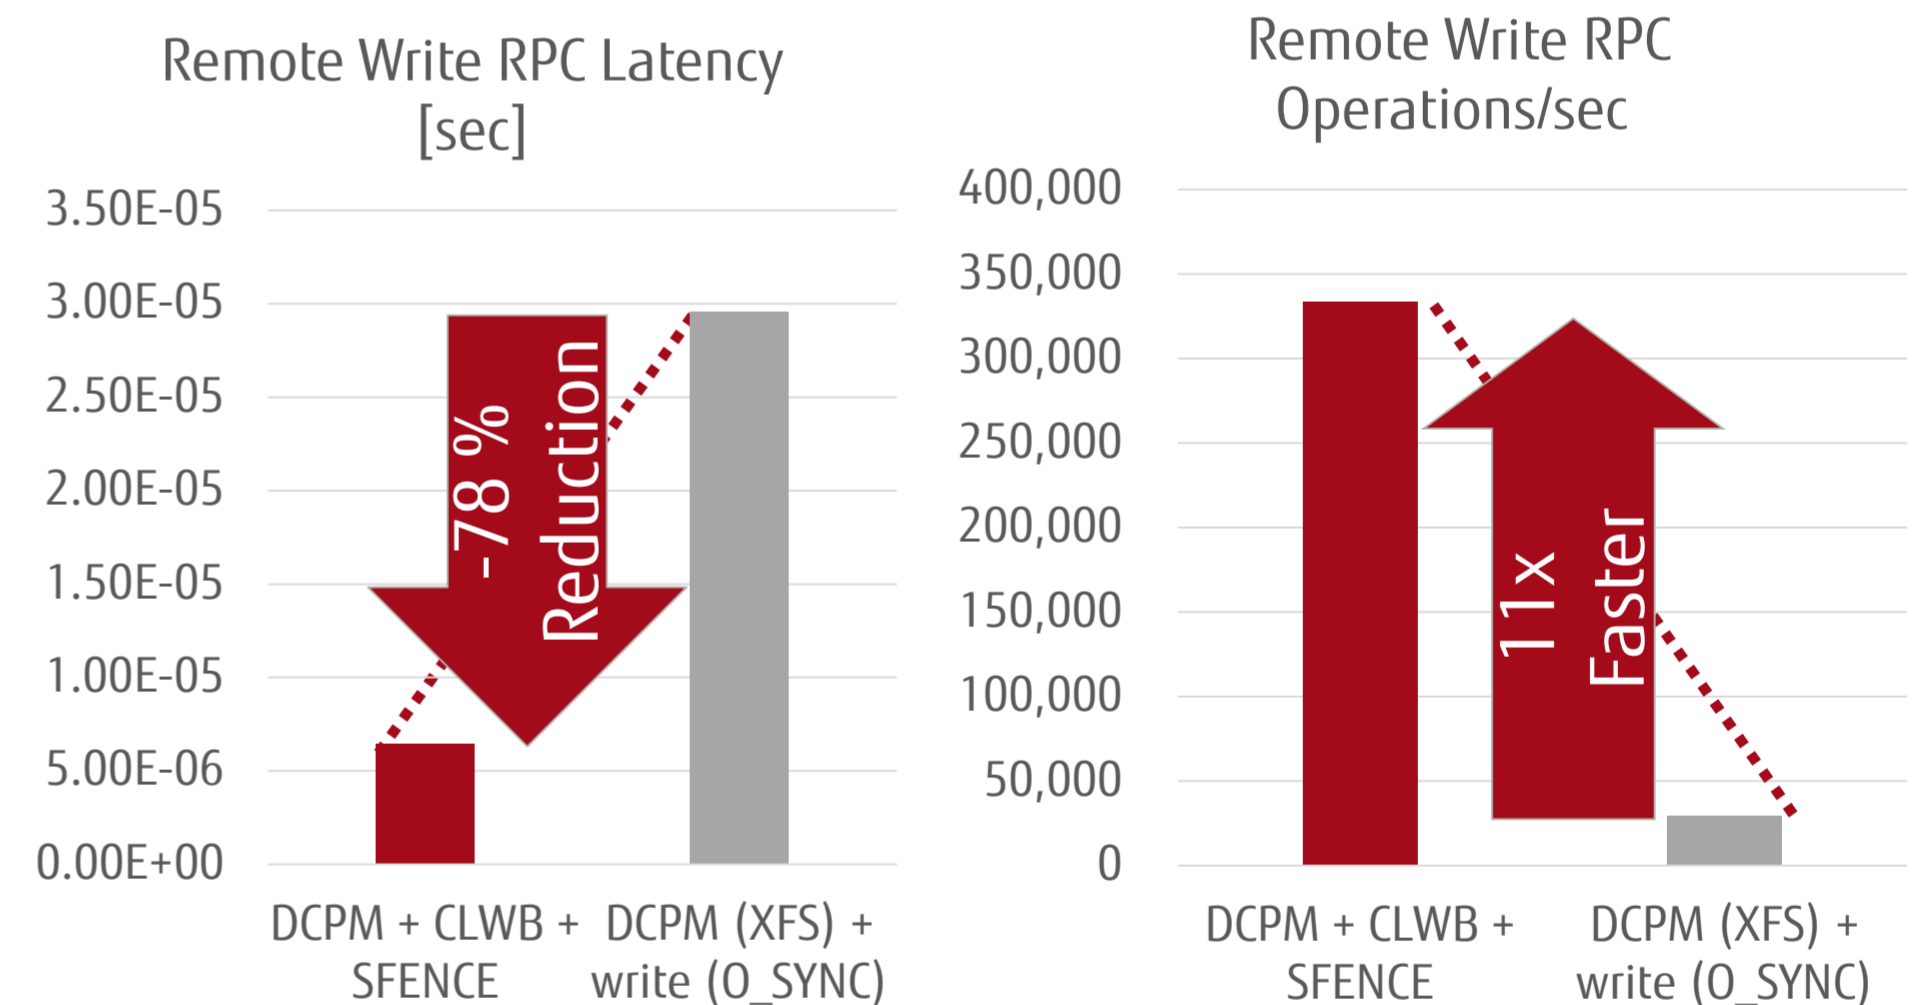 Remote Write RPC Latency
[sec]
3.50E-05
3.00E-05
2.50E-05
2.00E-05
1.50E-05
1.00E-05
5.00E-06
0.00E+00
-78 %
Reduction
DCPM + CLWB +
SFENCE
DCPM (XFS) +
write (O_SYNC)
Remote Write RPC
Operations/sec
400,000
350,000
300,000
250,000
200,000
150,000
100,000
50,000
0
11x
Faster
DCPM + CLWB +
SFENCE
DCPM (XFS) +
write (O_SYNC)